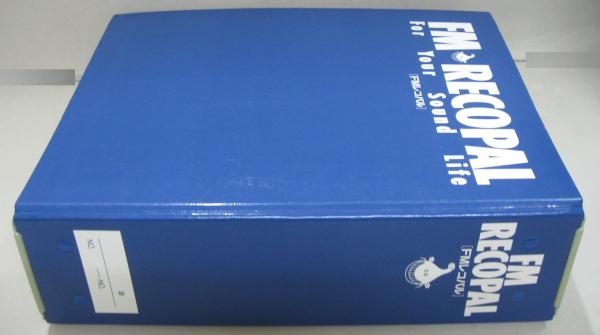 FM RECOPAL
For Your Sound Life
[FMレコパル]
FM
RECOPAL
[FMレコパル]
NO. —NO.